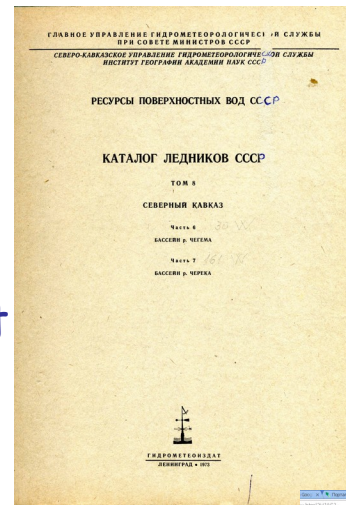 ГЛАВНОЕ УПРАВЛЕНИЕ ГИДРОМЕТЕОРОЛОГИЧЕСКОЙ СЛУЖБЫ
ПРИ СОВЕТЕ МИНИСТРОВ СССР
СЕВЕРО-КАВКАЗСКОЕ УПРАВЛЕНИЕ ГИДРОМЕТЕОРОЛОГИЧЕСКОЙ СЛУЖБЫ
ИНСТИТУТ ГЕОГРАФИИ АКАДЕМИИ НАУК СССР
РЕСУРСЫ ПОВЕРХНОСТНЫХ ВОД СССР
КАТАЛОГ ЛЕДНИКОВ СССР
ТОМ 8
СЕВЕРНЫЙ КАВКАЗ
Часть 6
БАССЕЙН р. ЧЕГЕМА
Часть 7
БАССЕЙН р. ЧЕРЕКА
ГИДРОМЕТЕОИЗДАТ
ЛЕНИНГРАД • 1973